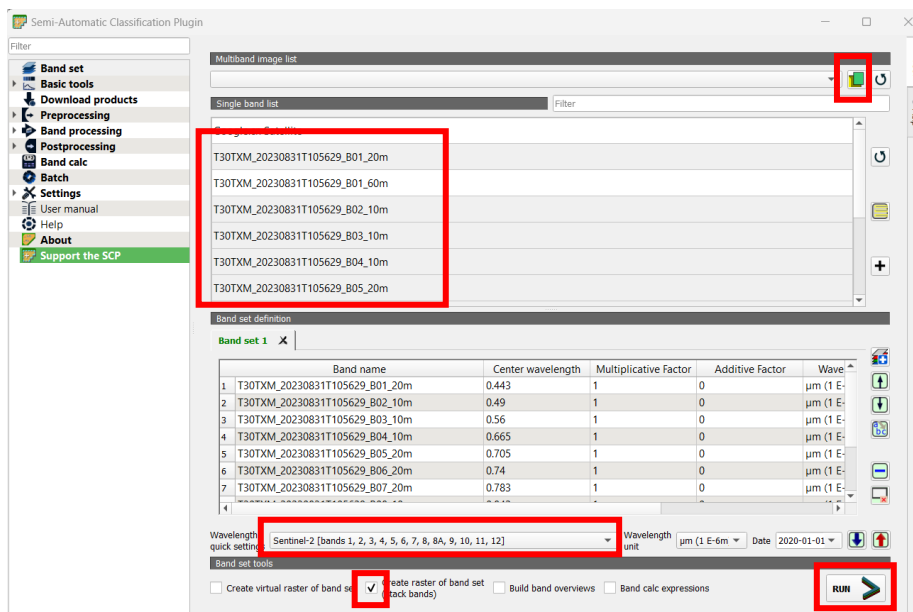 Semi-Automatic Classification Plugin
Filter
Band set
Basic tools
Download products
Preprocessing
Band processing
Postprocessing
Band calc
Batch
Settings
User manual
Help
About
Support the SCP
Multiband image list
Single band list
Filter
T30TXM_20230831T105629_B01_20m
T30TXM_20230831T105629_B01_60m
T30TXM_20230831T105629_B02_10m
T30TXM_20230831T105629_B03_10m
T30TXM_20230831T105629_B04_10m
T30TXM_20230831T105629_B05_20m
Band set definition
Band set 1
Band name Center wavelength Multiplicative Factor Additive Factor Wave
1 T30TXM_20230831T105629_B01_20m 0.443 1 0 µm (1 E-
2 T30TXM_20230831T105629_B02_10m 0.49 1 0 µm (1 E-
3 T30TXM_20230831T105629_B03_10m 0.56 1 0 µm (1 E-
4 T30TXM_20230831T105629_B04_10m 0.665 1 0 µm (1 E-
5 T30TXM_20230831T105629_B05_20m 0.705 1 0 µm (1 E-
6 T30TXM_20230831T105629_B06_20m 0.74 1 0 µm (1 E-
7 T30TXM_20230831T105629_B07_20m 0.783 1 0 µm (1 E-
Wavelength
quick settings
Sentinel-2 [bands 1, 2, 3, 4, 5, 6, 7, 8, 8A, 9, 10, 11, 12]
Wavelength
unit
µm (1 E-6m
Date
2020-01-01
Band set tools
Create virtual raster of band se
Create raster of band set
(stack bands)
Build band overviews
Band calc expressions
RUN